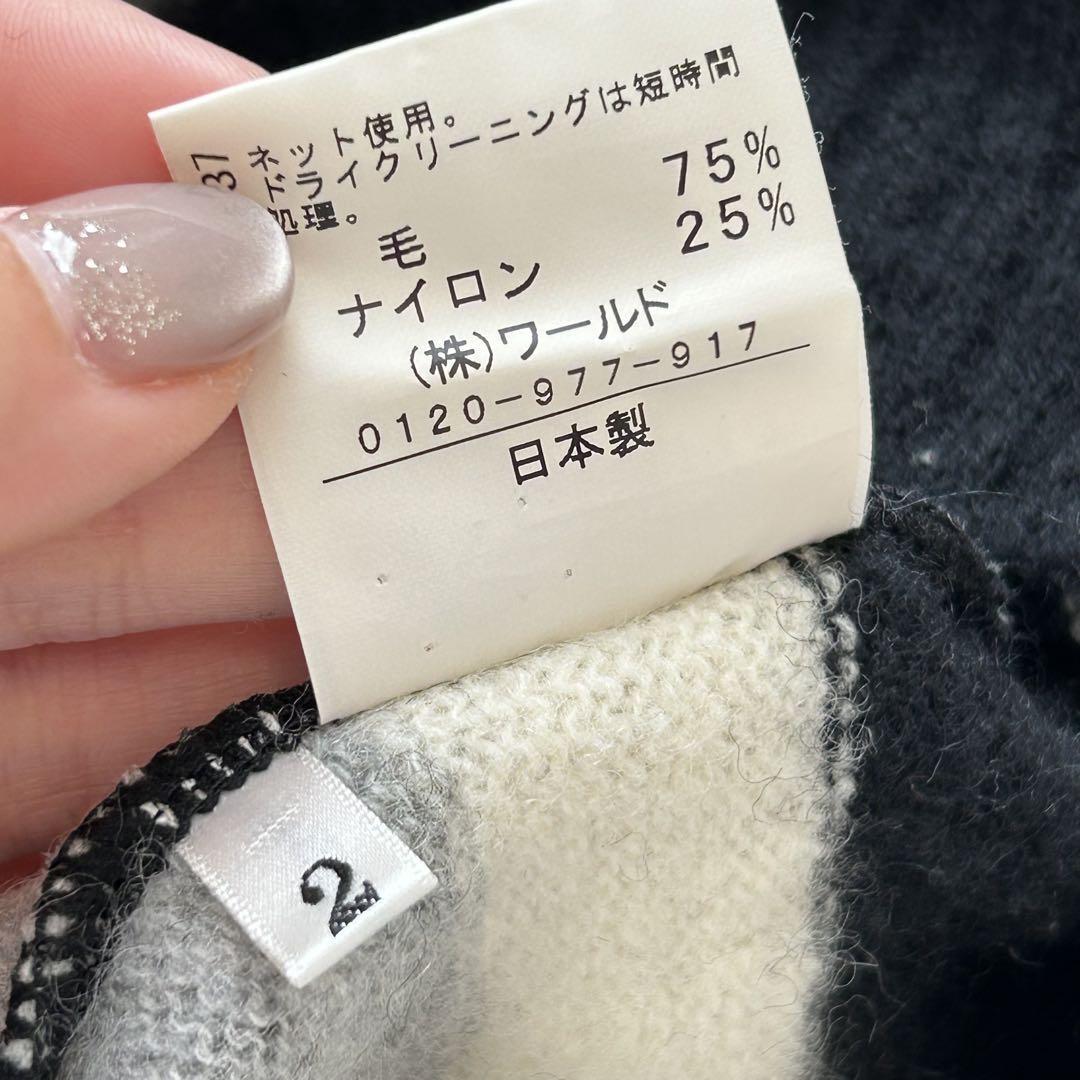 37
ネット使用。
ドライクリーニングは短時間
処理。
毛 75%
ナイロン 25%
(株)ワールド
0120-977-917
日本製
2